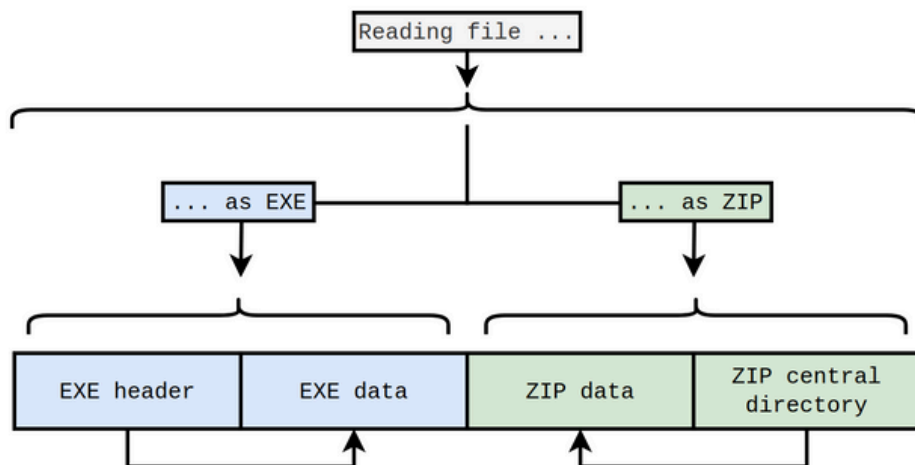 Reading file ...
... as EXE
... as ZIP
EXE header
EXE data
ZIP data
ZIP central
directory